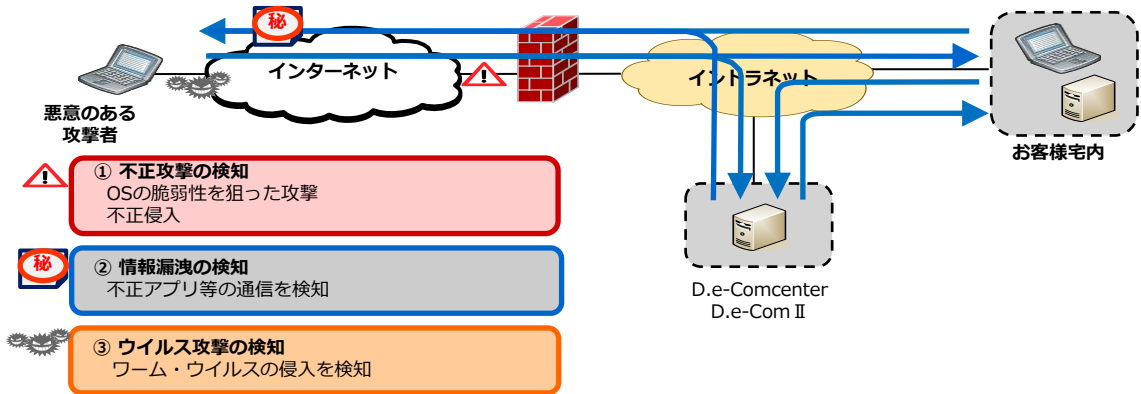 秘
インターネット
イントラネット
悪意のある
攻撃者
お客様宅内
① 不正攻撃の検知
OSの脆弱性を狙った攻撃
不正侵入
秘
② 情報漏洩の検知
不正アプリ等の通信を検知
D.e-Comcenter
D.e-ComⅡ
③ ウイルス攻撃の検知
ワーム・ウイルスの侵入を検知